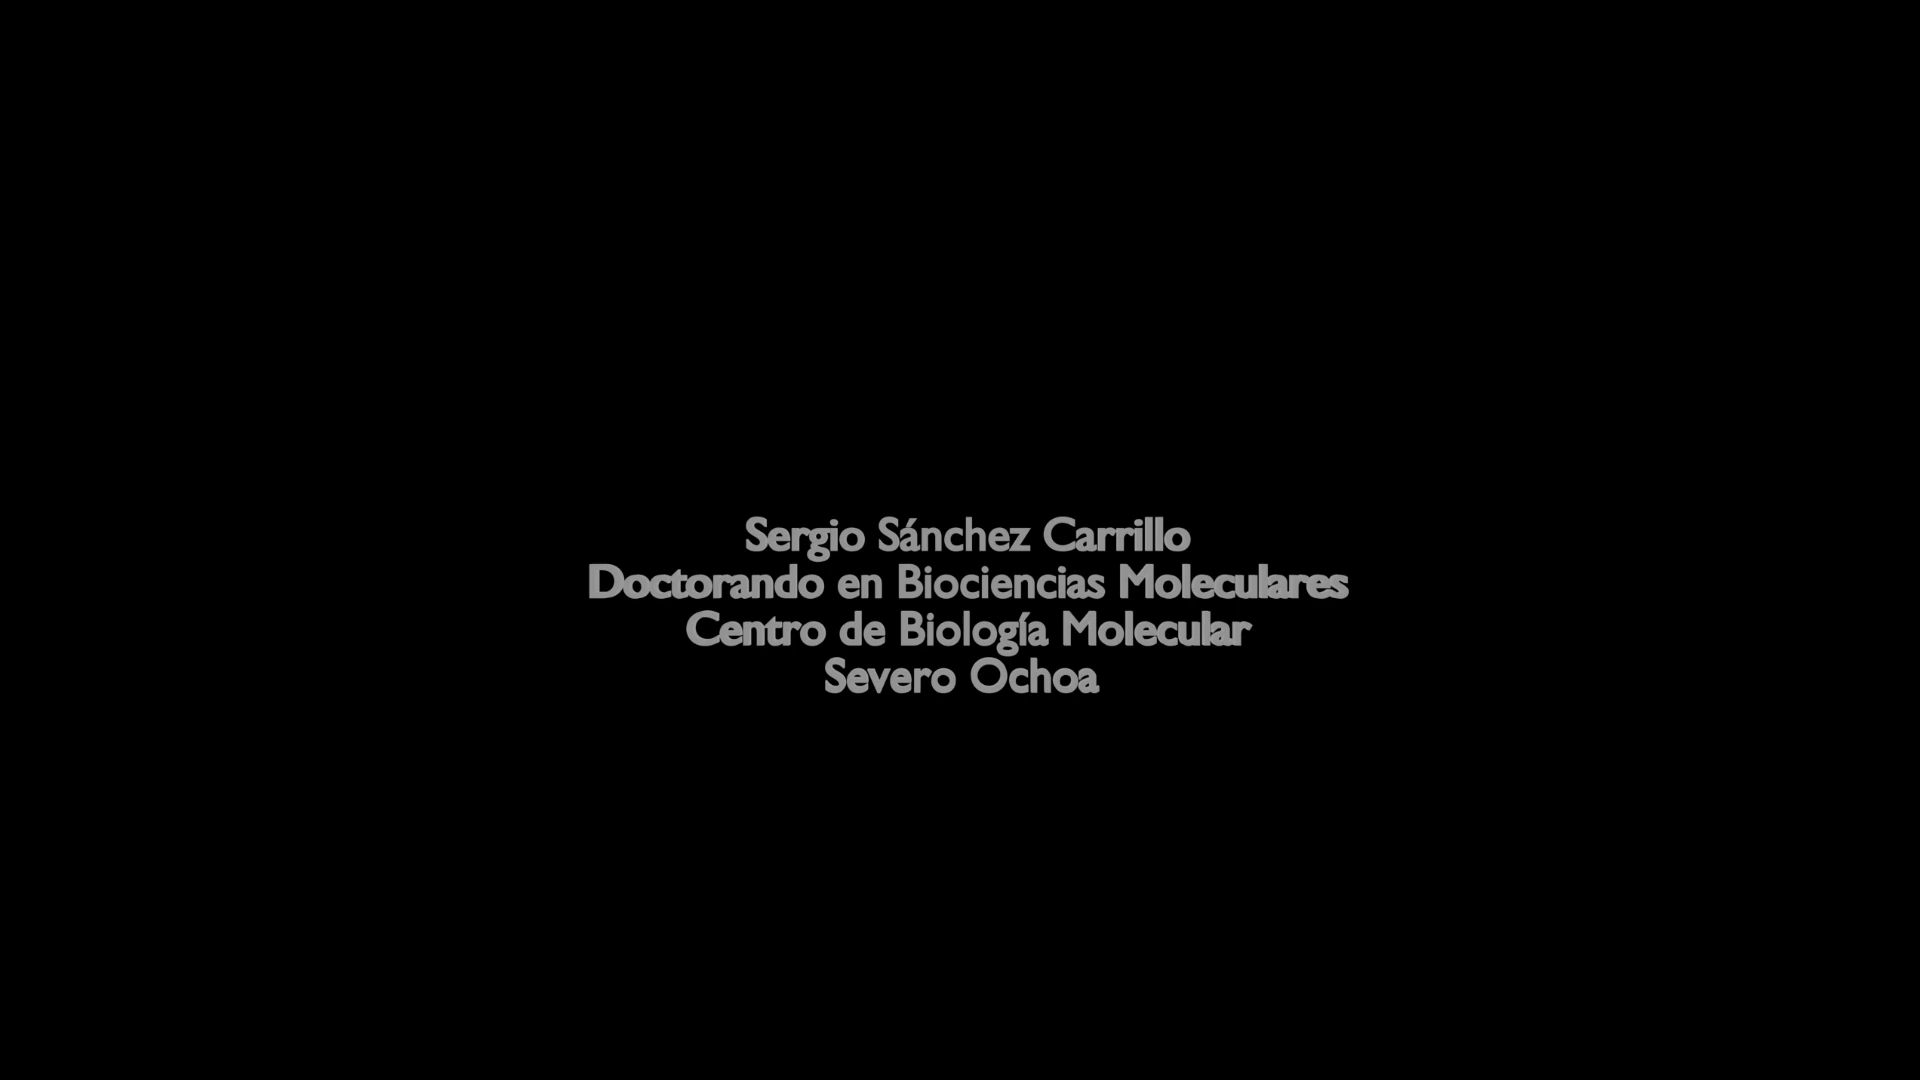 Sergio Sánchez Carrillo
Doctorando en Biociencias Moleculares
Centro de Biología Molecular
Severo Ochoa